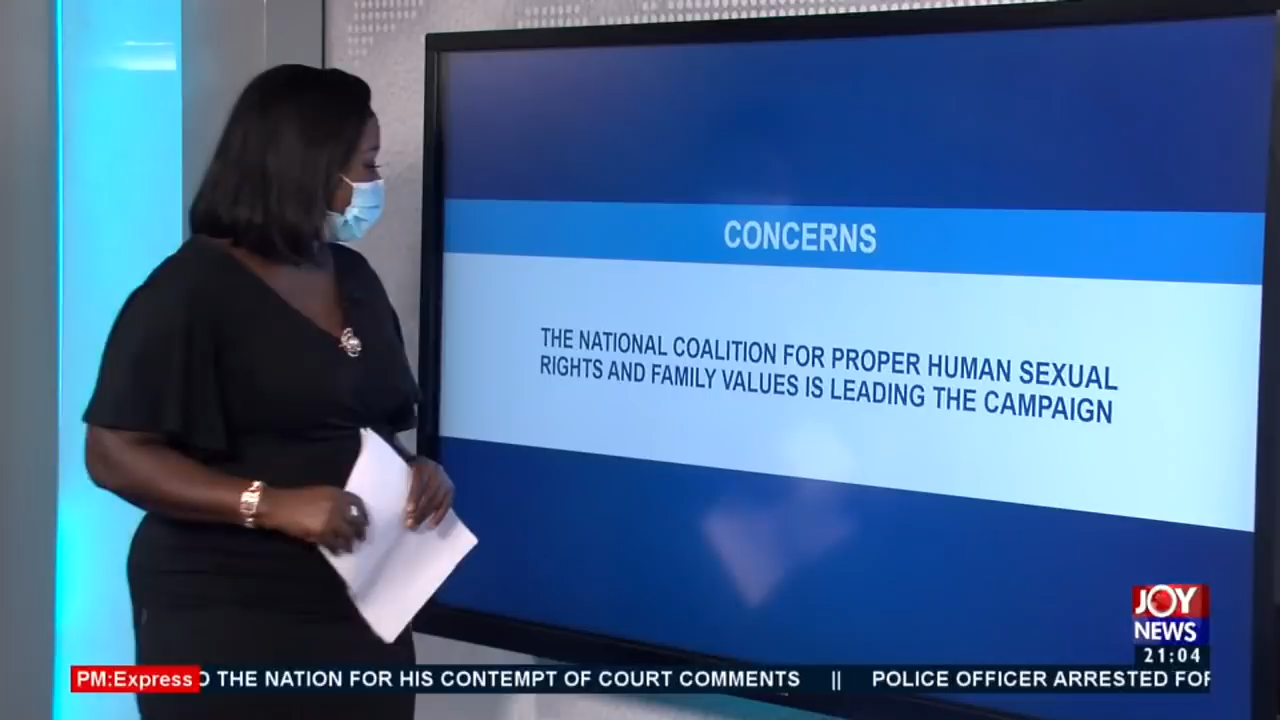 CONCERNS
THE NATIONAL COALITION FOR PROPER HUMAN SEXUAL
RIGHTS AND FAMILY VALUES IS LEADING THE CAMPAIGN
JOY
NEWS
21:04
PM:Express
THE NATION FOR HIS CONTEMPT OF COURT COMMENTS || POLICE OFFICER ARRESTED